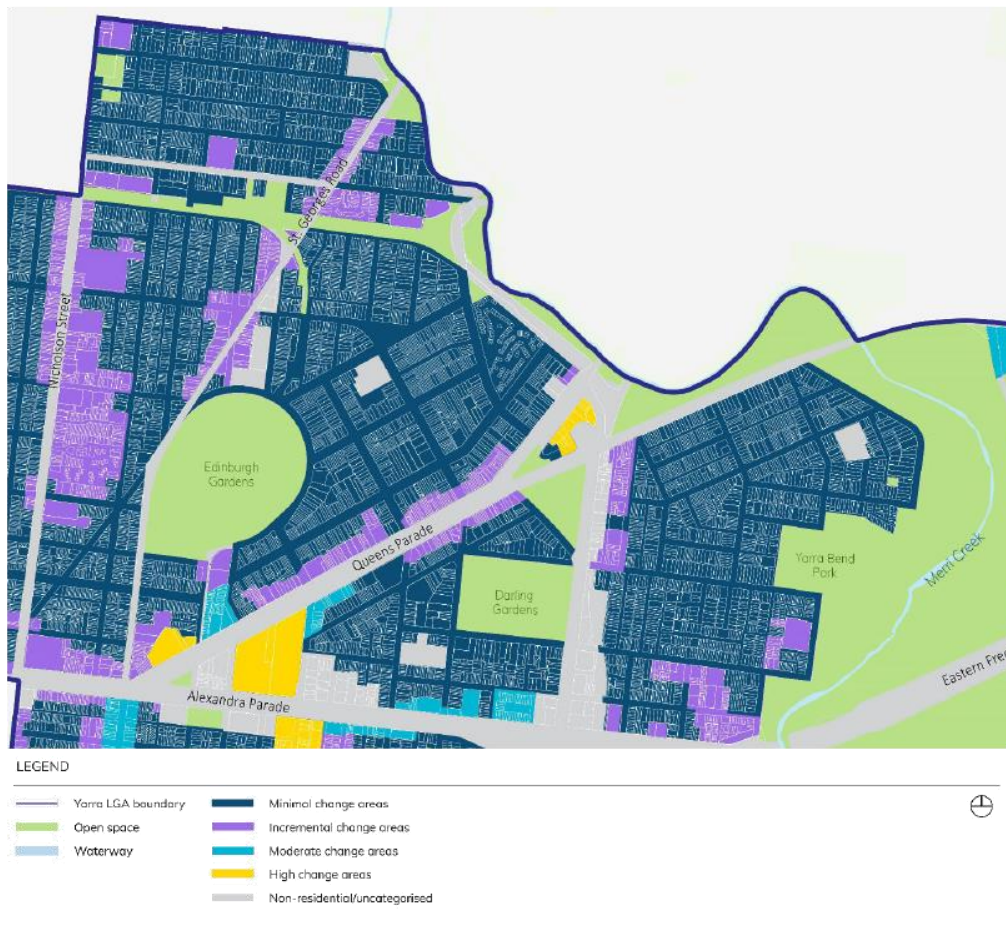 St. Georges Road
Nicholson Street
Edinburgh
Gardens
Queens Parade
Darling
Gardens
Yarra Bend
Park
Merri Creek
Eastern Free
Alexandra Parade
LEGEND
Yarra LGA boundary
Open space
Waterway
Minimal change areas
Incremental change areas
Moderate change areas
High change areas
Non-residential/uncategorised